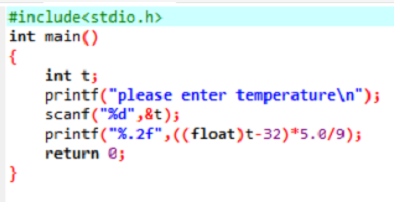 #include<stdio.h>
int main()
{
    int t;
    printf("please enter temperature\n");
    scanf("%d",&t);
    printf("%.2f",((float)t-32)*5.0/9);
    return 0;
}